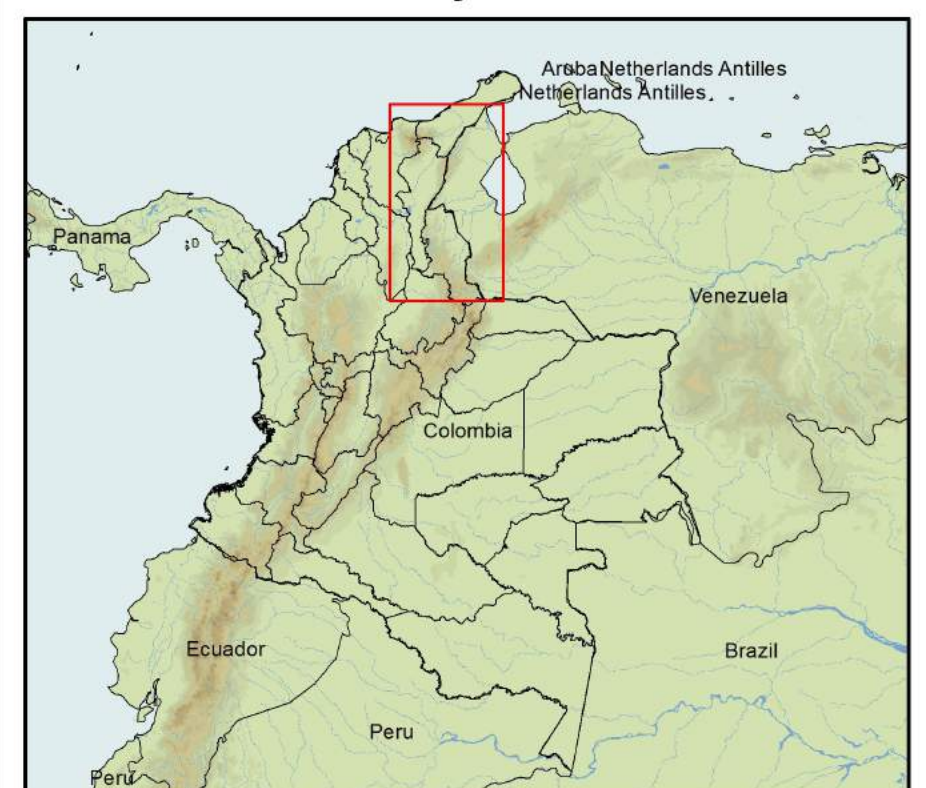 ArubaNetherlands Antilles
Netherlands Antilles
Panama
Venezuela
Colombia
Ecuador
Brazil
Peru
Peru